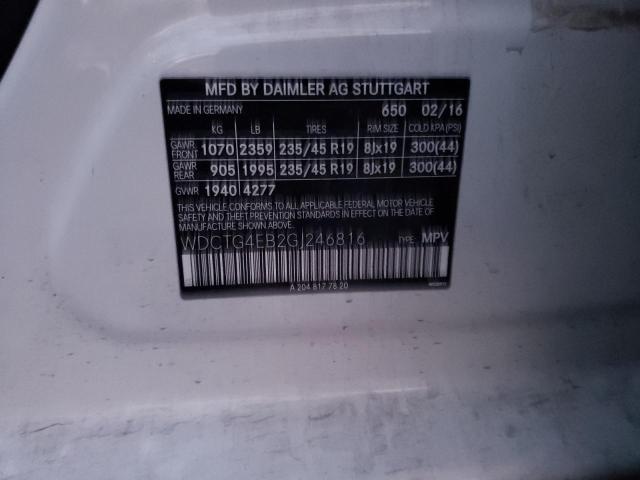 MFD BY DAIMLER AG STUTTGART
MADE IN GERMANY 650 02/16
KG LB TIRES RIM SIZE COLD KPA(PSI)
GAWR FRONT 1070 2359 235/45 R19 8Jx19 300(44)
GAWR REAR 905 1995 235/45 R19 8Jx19 300(44)
GVWR 1940 4277
THIS VEHICLE CONFORMS TO ALL APPLICABLE FEDERAL MOTOR VEHICLE
SAFETY BUMPER AND THEFT PREVENTION STANDARDS IN EFFECT ON THE
DATE OF MANUFACTURE SHOWN ABOVE.
WDCTG4EB2GJ246816 TYPE: MPV
A 204 817 78 20